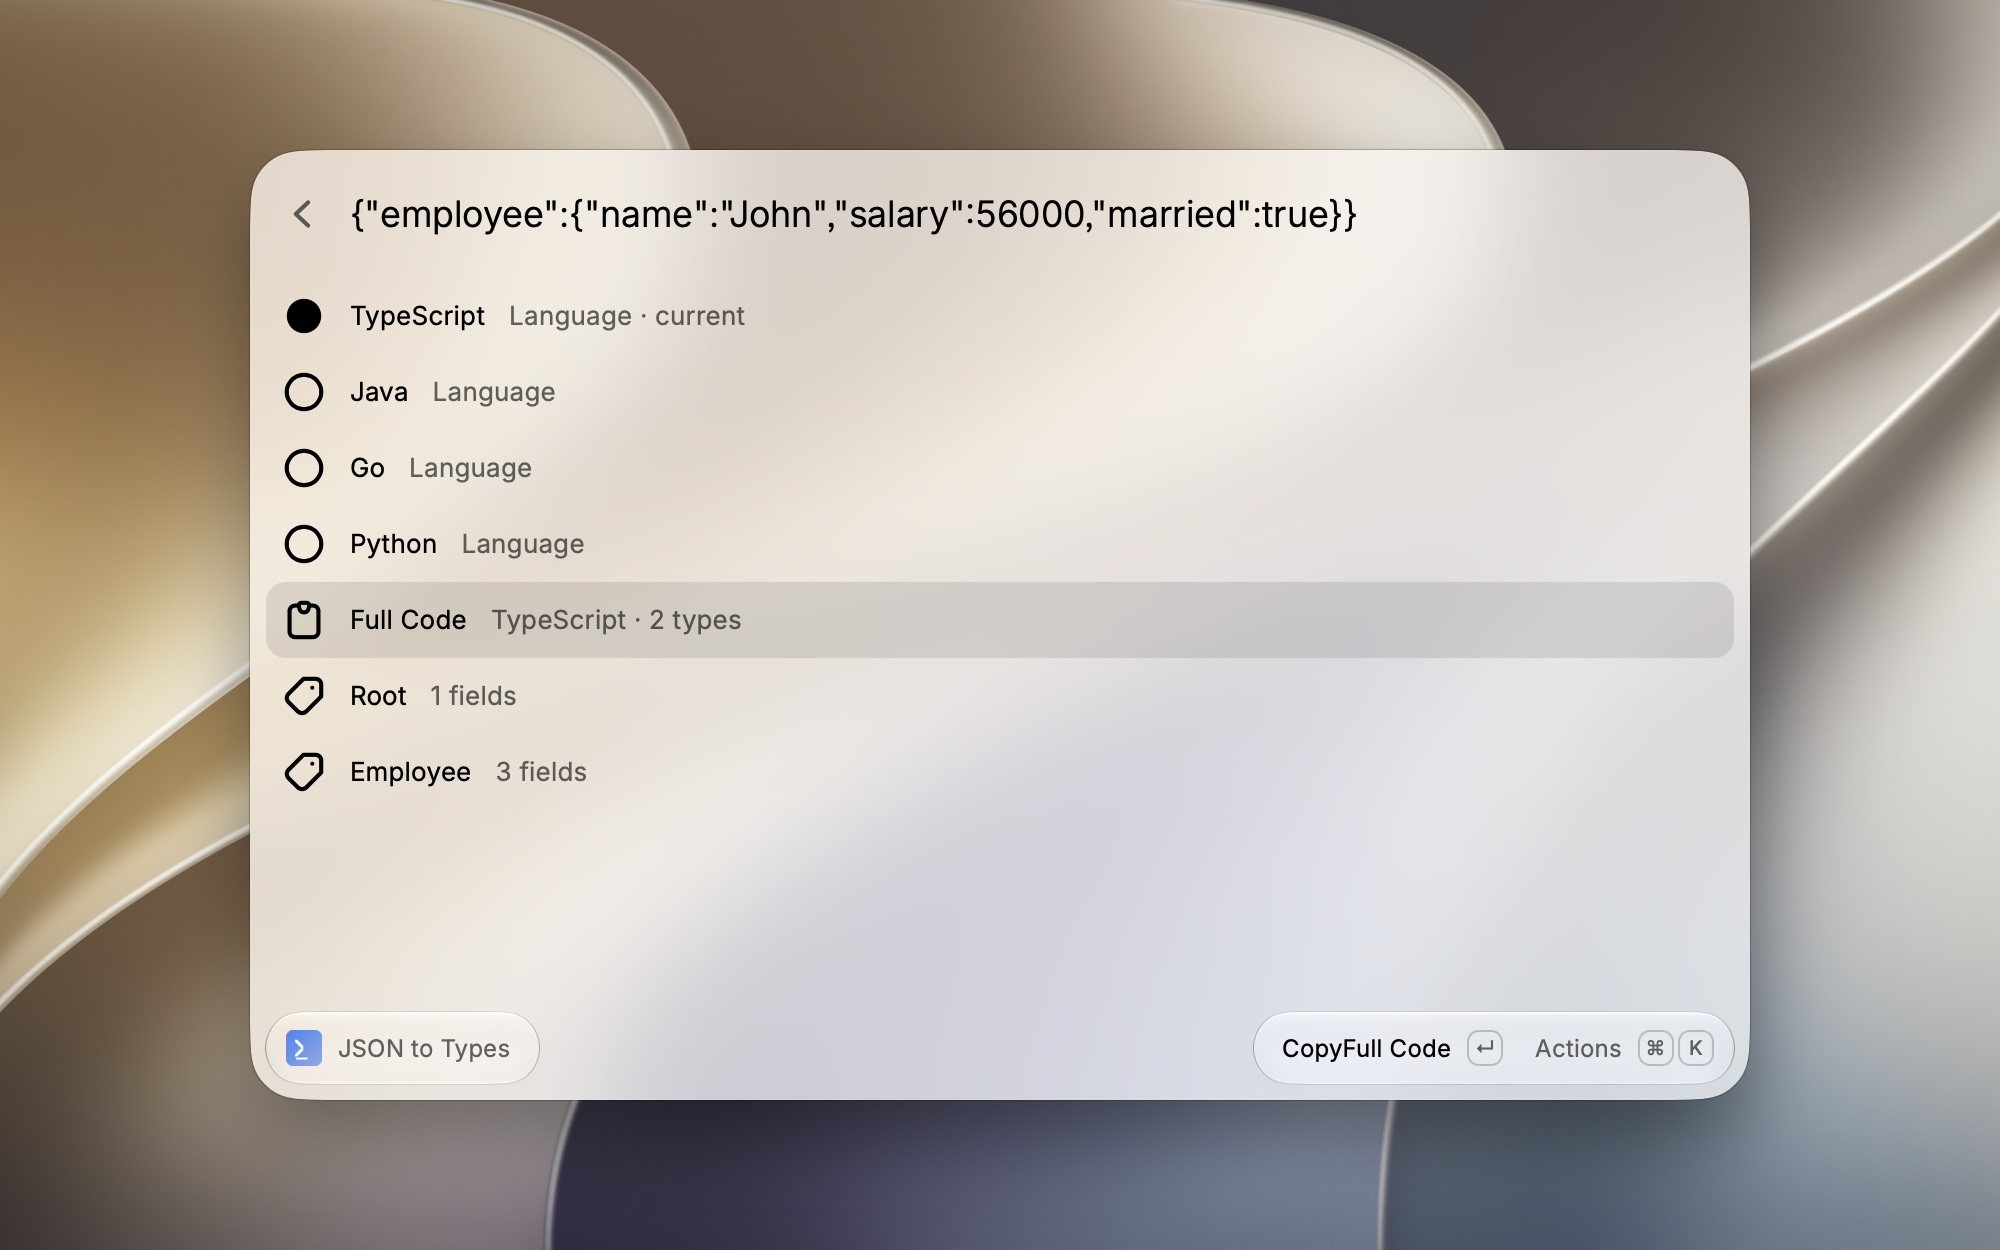 {"employee":{"name":"John","salary":56000,"married":true}}
TypeScript Language · current
Java Language
Go Language
Python Language
Full Code TypeScript · 2 types
Root 1 fields
Employee 3 fields
JSON to Types CopyFull Code ↵ Actions ⌘ K